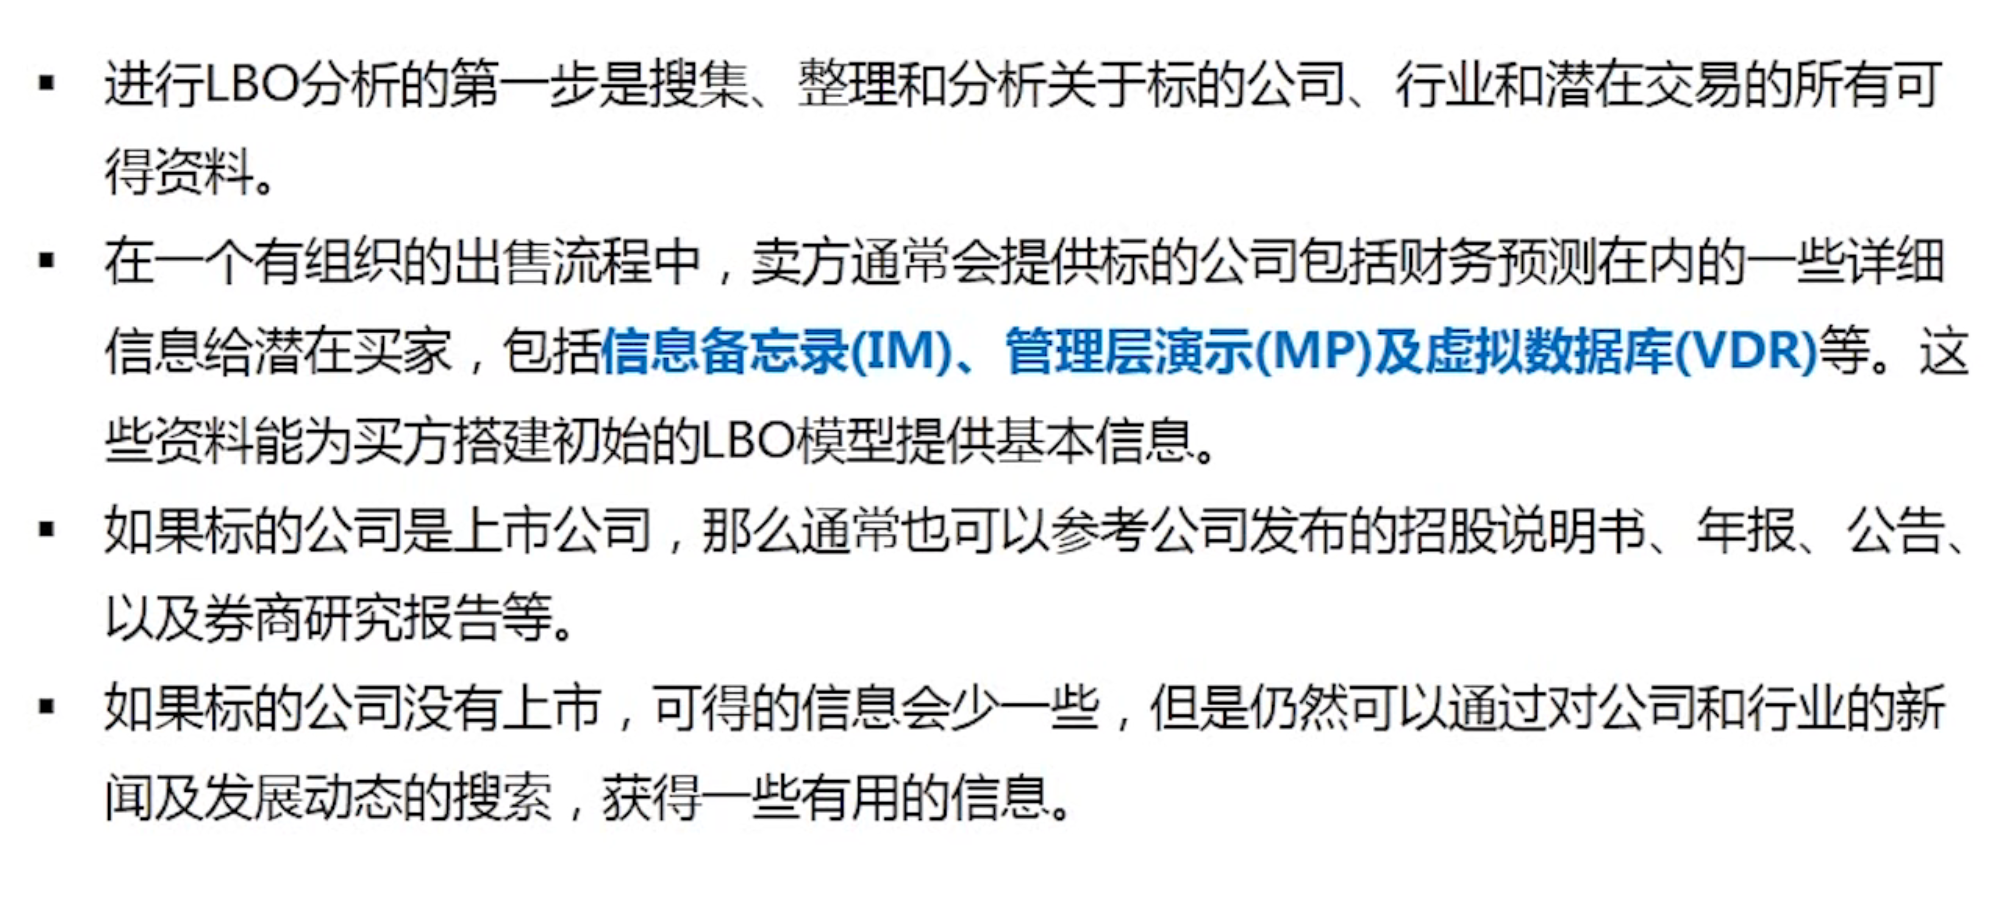 ▪ 进行LBO分析的第一步是搜集、整理和分析关于标的公司、行业和潜在交易的所有可
得资料。
▪ 在一个有组织的出售流程中，卖方通常会提供标的公司包括财务预测在内的一些详细
信息给潜在买家，包括信息备忘录(IM)、管理层演示(MP)及虚拟数据库(VDR)等。这
些资料能为买方搭建初始的LBO模型提供基本信息。
▪ 如果标的公司是上市公司，那么通常也可以参考公司发布的招股说明书、年报、公告、
以及券商研究报告等。
▪ 如果标的公司没有上市，可得的信息会少一些，但是仍然可以通过对公司和行业的新
闻及发展动态的搜索，获得一些有用的信息。